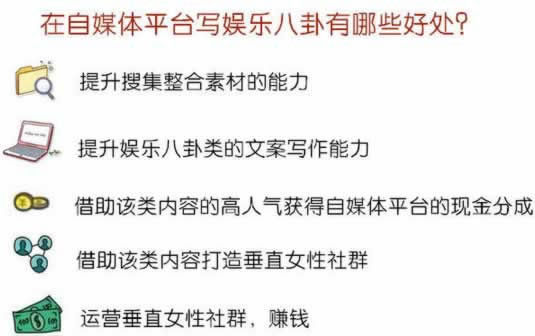 在自媒体平台写娱乐八卦有哪些好处?
提升搜集整合素材的能力
提升娱乐八卦类的文案写作能力
借助该类内容的高人气获得自媒体平台的现金分成
借助该类内容打造垂直女性社群
运营垂直女性社群，赚钱